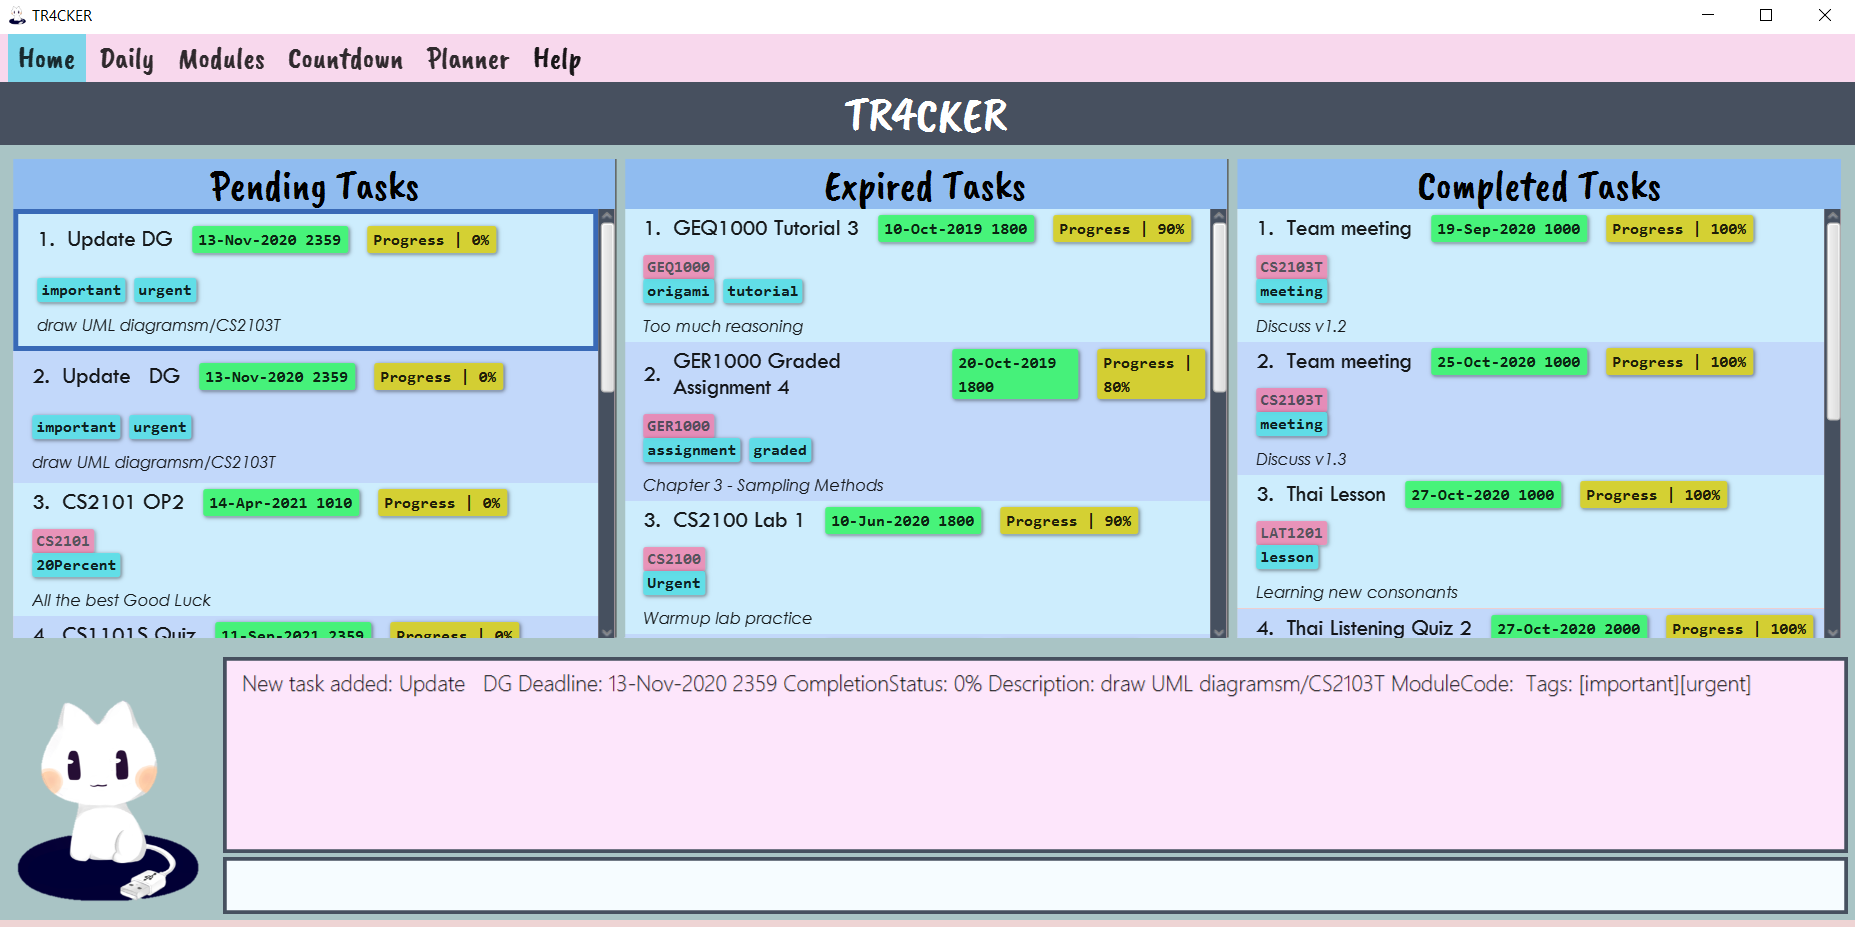 TR4CKER
Home Daily Modules Countdown Planner Help
TR4CKER
Pending Tasks
1. Update DG 13-Nov-2020 2359 Progress | 0%
important urgent
draw UML diagramsm/CS2103T
2. Update   DG 13-Nov-2020 2359 Progress | 0%
important urgent
draw UML diagramsm/CS2103T
3. CS2101 OP2 14-Apr-2021 1010 Progress | 0%
CS2101
20Percent
All the best Good Luck
4. CS1101S Quiz 11-Sep-2021 2359 Progress | 0%
Expired Tasks
1. GEQ1000 Tutorial 3 10-Oct-2019 1800 Progress | 90%
GEQ1000
origami tutorial
Too much reasoning
2. GER1000 Graded
Assignment 4
20-Oct-2019
1800
Progress |
80%
GER1000
assignment graded
Chapter 3 - Sampling Methods
3. CS2100 Lab 1 10-Jun-2020 1800 Progress | 90%
CS2100
Urgent
Warmup lab practice
Completed Tasks
1. Team meeting 19-Sep-2020 1000 Progress | 100%
CS2103T
meeting
Discuss v1.2
2. Team meeting 25-Oct-2020 1000 Progress | 100%
CS2103T
meeting
Discuss v1.3
3. Thai Lesson 27-Oct-2020 1000 Progress | 100%
LAT1201
lesson
Learning new consonants
4. Thai Listening Quiz 2 27-Oct-2020 2000 Progress | 100%
New task added: Update   DG Deadline: 13-Nov-2020 2359 CompletionStatus: 0% Description: draw UML diagramsm/CS2103T ModuleCode:  Tags: [important][urgent]